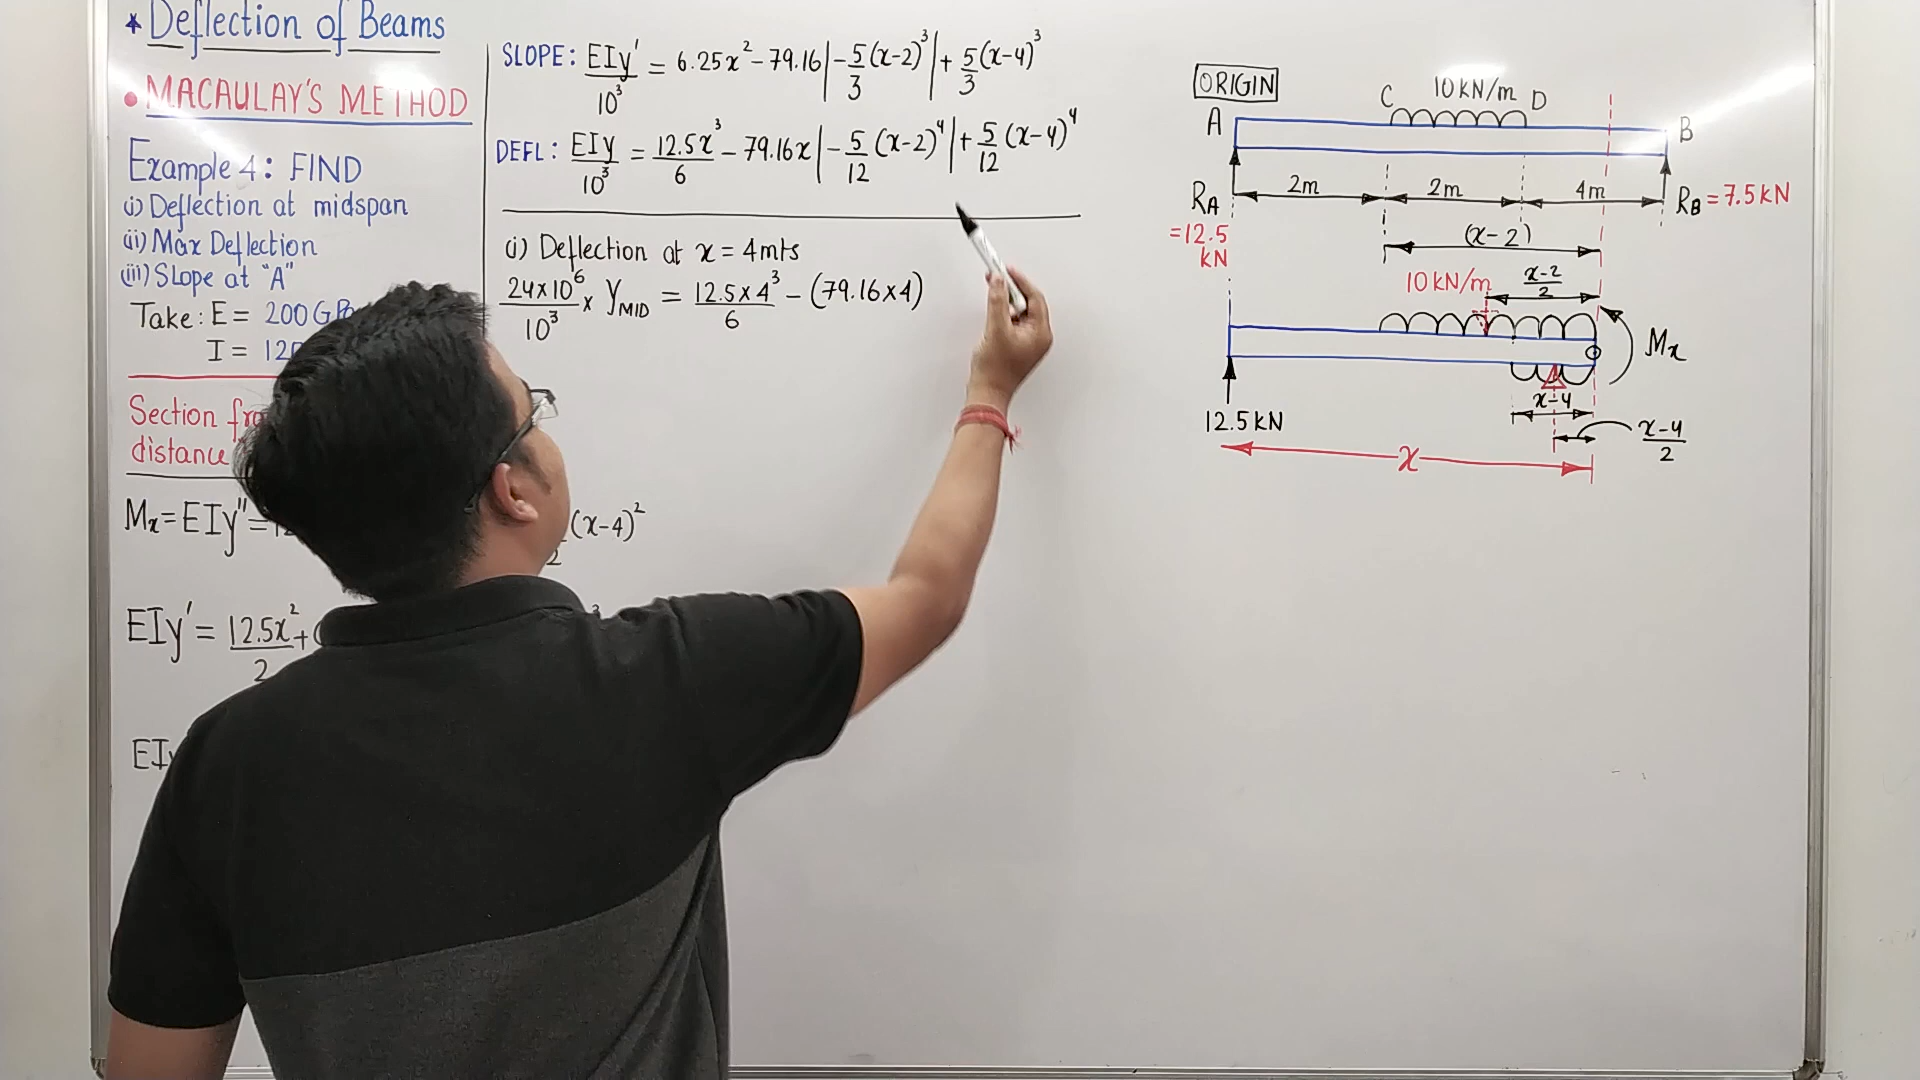 * Deflection of Beams
• MACAULAY'S METHOD
Example 4: FIND
i) Deflection at midspan
ii) Max Deflection
iii) Slope at "A"
Take: E = 200 GPa
I = 12
Section
distance
Mx = EIy'' =
(x-4)²
2
EIy' = 12.5x² +
2
EI
SLOPE: EIy'/10³ = 6.25x² - 79.16 | - 5/3 (x-2)³ | + 5/3 (x-4)³
DEFL: EIy/10³ = 12.5x³/6 - 79.16x | - 5/12 (x-2)⁴ | + 5/12 (x-4)⁴
(i) Deflection at x = 4mts
24×10⁶/10³ × YMID = 12.5×4³/6 - (79.16×4)
ORIGIN
C 10 KN/m D
A B
2m 2m 4m
RA = 12.5 KN
RB = 7.5 KN
(x-2)
10 KN/m
x-2/2
Mx
x-4
12.5 KN
x-4/2
x